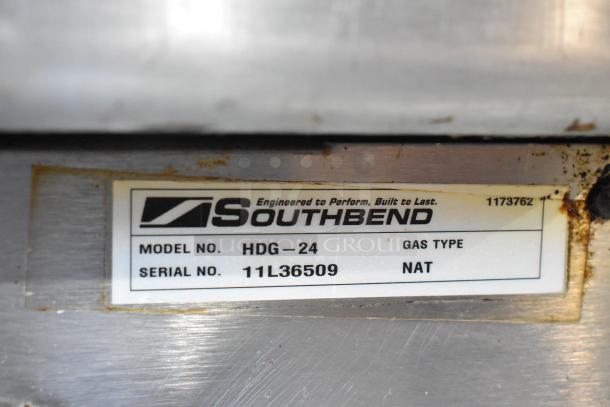 Engineered to Perform, Built to Last. 1173762
SOUTHBEND
MODEL NO. HDG-24 GAS TYPE
SERIAL NO. 11L36509 NAT